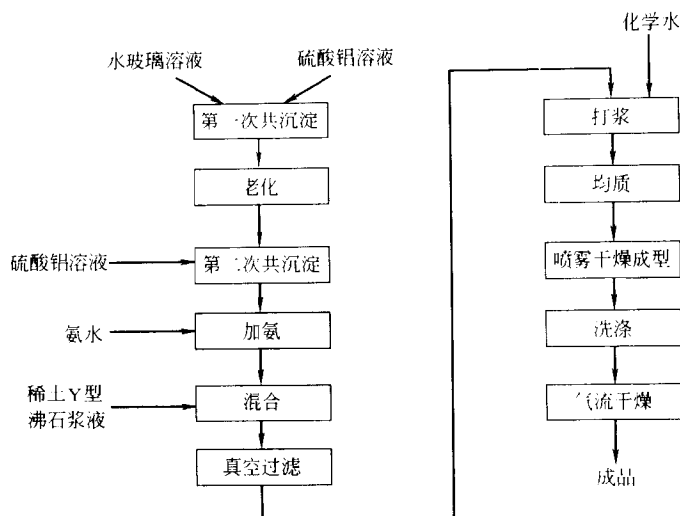 水玻璃溶液
硫酸铝溶液
第一次共沉淀
老化
硫酸铝溶液
第二次共沉淀
氨水
加氨
稀土Y型
沸石浆液
混合
真空过滤
化学水
打浆
均质
喷雾干燥成型
洗涤
气流干燥
成品